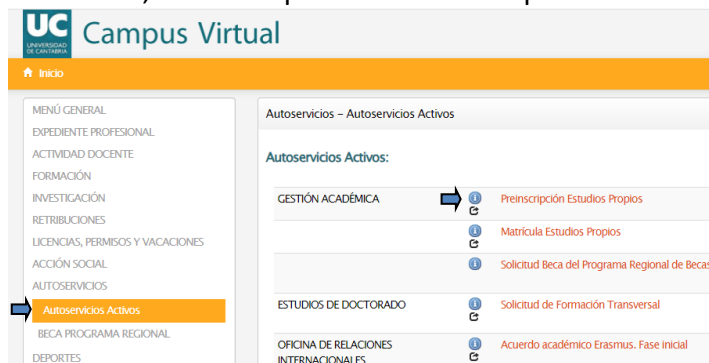 UC
UNIVERSIDAD
DE CANTABRIA
Campus Virtual
Inicio
MENÚ GENERAL
EXPEDIENTE PROFESIONAL
ACTIVIDAD DOCENTE
FORMACIÓN
INVESTIGACIÓN
RETRIBUCIONES
LICENCIAS, PERMISOS Y VACACIONES
ACCIÓN SOCIAL
AUTOSERVICIOS
Autoservicios Activos
BECA PROGRAMA REGIONAL
DEPORTES
Autoservicios – Autoservicios Activos
Autoservicios Activos:
GESTIÓN ACADÉMICA
Preinscripción Estudios Propios
Matrícula Estudios Propios
Solicitud Beca del Programa Regional de Becas
ESTUDIOS DE DOCTORADO
Solicitud de Formación Transversal
OFICINA DE RELACIONES
INTERNACIONALES
Acuerdo académico Erasmus. Fase inicial